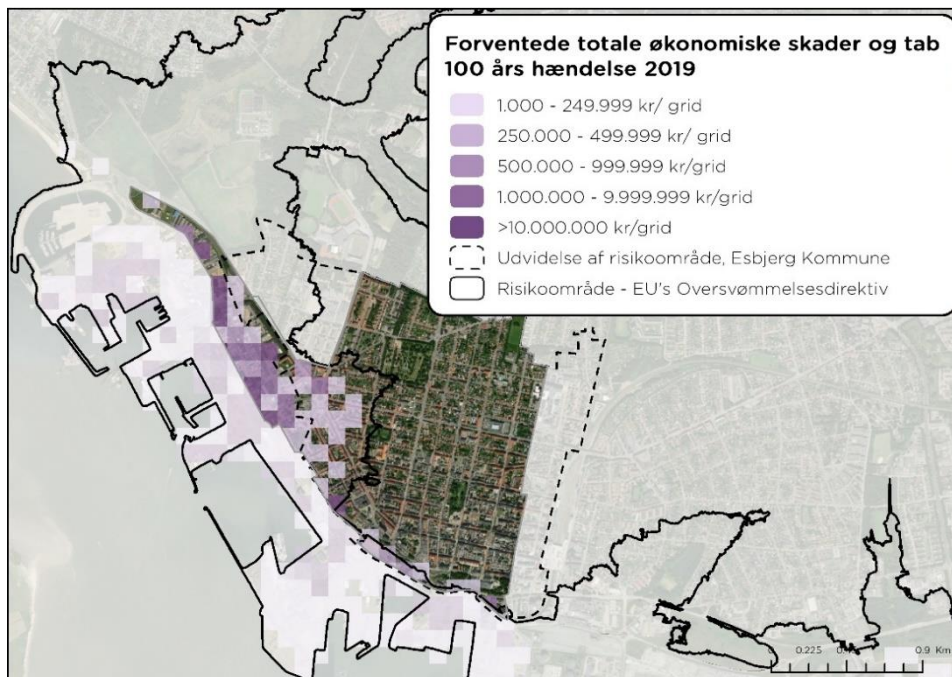 Forventede totale økonomiske skader og tab
100 års hændelse 2019
1.000 - 249.999 kr/ grid
250.000 - 499.999 kr/ grid
500.000 - 999.999 kr/grid
1.000.000 - 9.999.999 kr/grid
>10.000.000 kr/grid
Udvidelse af risikoområde, Esbjerg Kommune
Risikoområde - EU's Oversvømmelsesdirektiv
0.225 0.9 Km